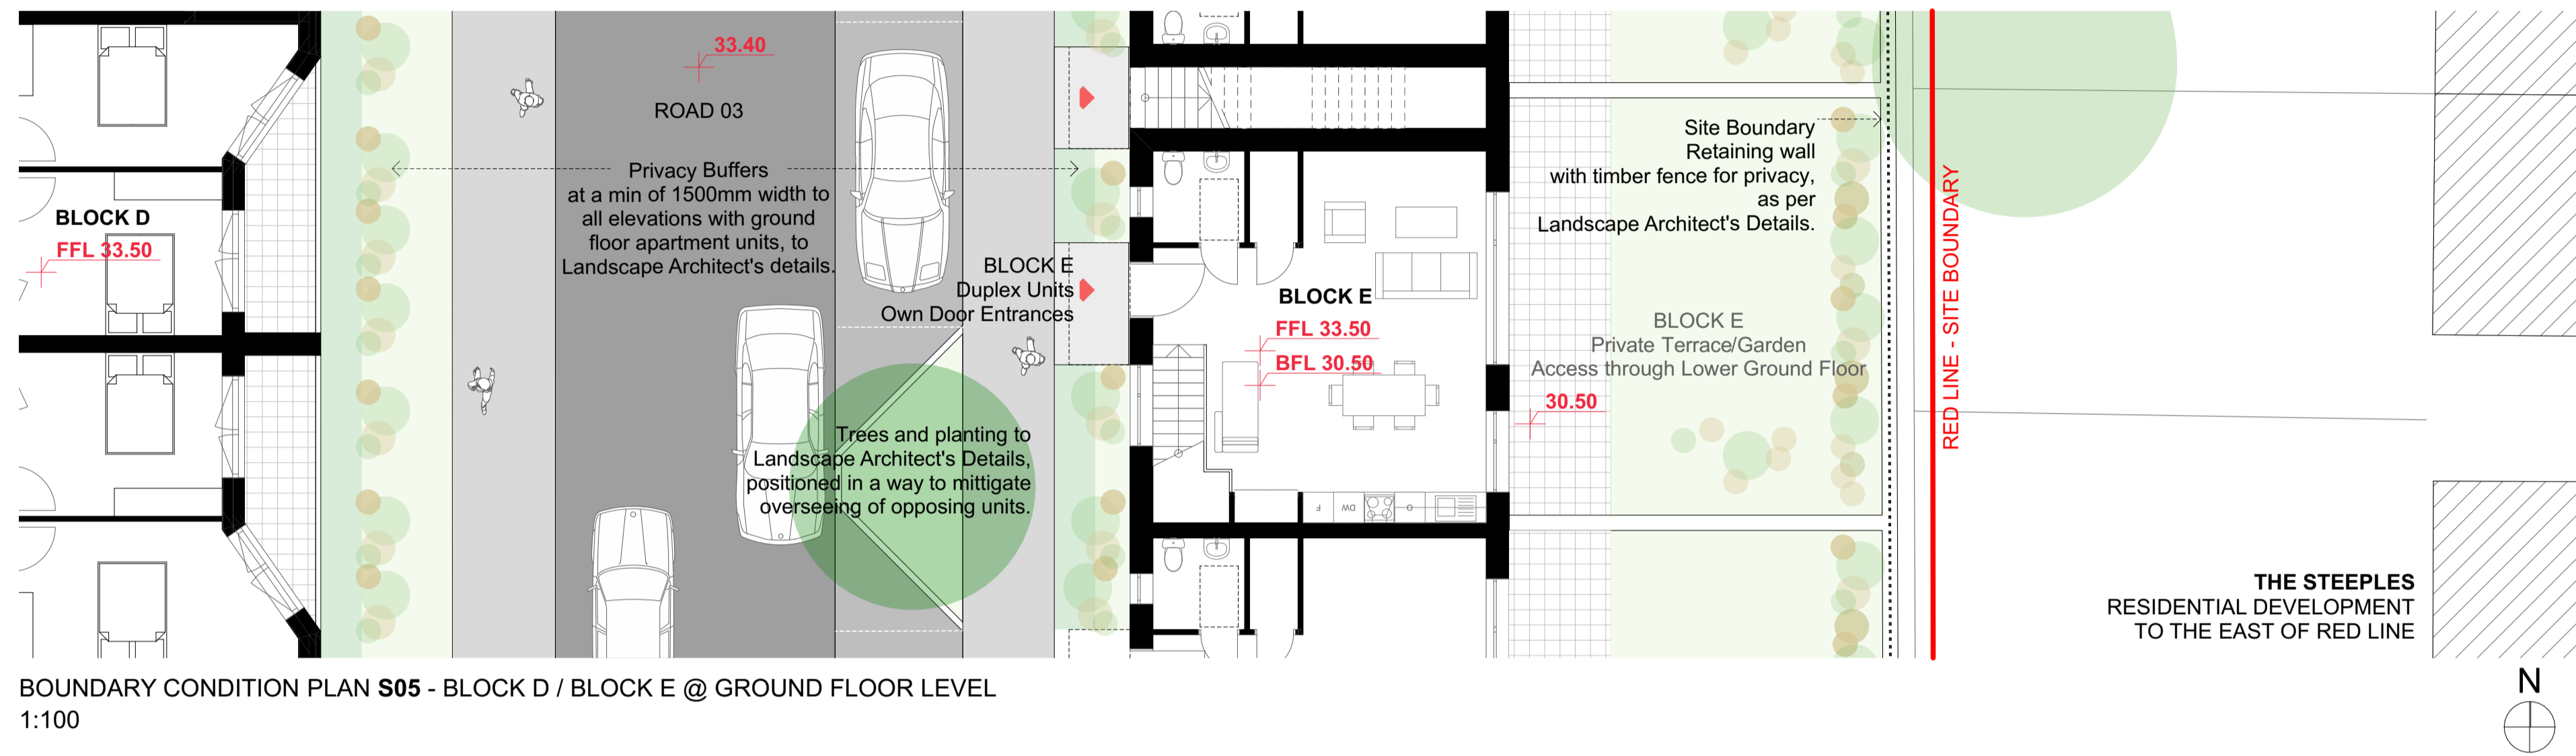 33.40
ROAD 03
Privacy Buffers
at a min of 1500mm width to
all elevations with ground
floor apartment units, to
Landscape Architect's details.
BLOCK D
FFL 33.50
BLOCK E
Duplex Units
Own Door Entrances
Trees and planting to
Landscape Architect's Details,
positioned in a way to mittigate
overseeing of opposing units.
BLOCK E
FFL 33.50
BFL 30.50
F
DW
Site Boundary
Retaining wall
with timber fence for privacy,
as per
Landscape Architect's Details.
BLOCK E
Private Terrace/Garden
Access through Lower Ground Floor
30.50
RED LINE - SITE BOUNDARY
THE STEEPLES
RESIDENTIAL DEVELOPMENT
TO THE EAST OF RED LINE
BOUNDARY CONDITION PLAN S05 - BLOCK D / BLOCK E @ GROUND FLOOR LEVEL
1:100
N